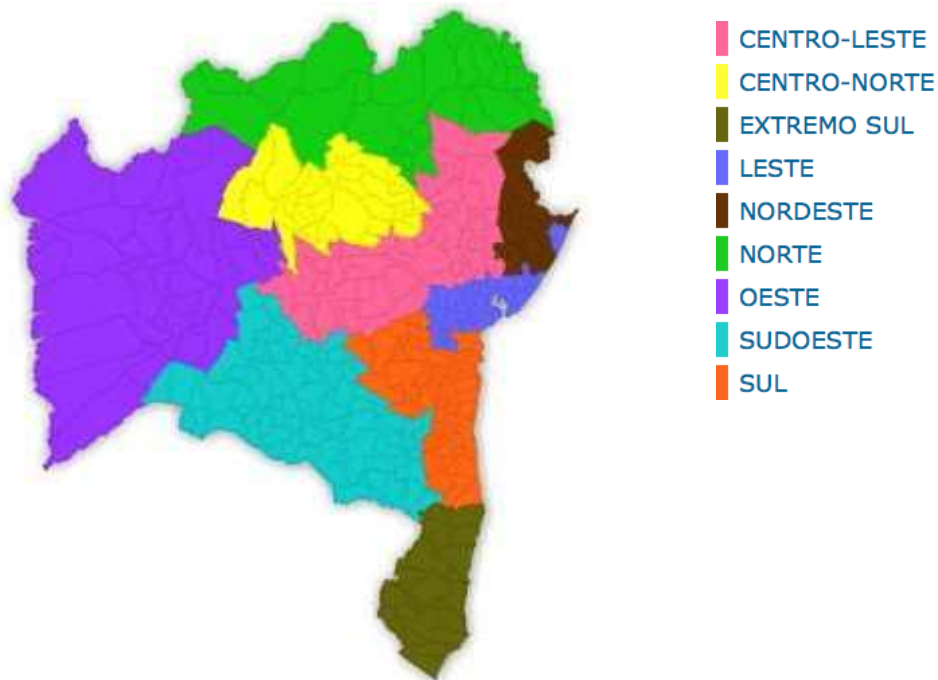 CENTRO-LESTE
CENTRO-NORTE
EXTREMO SUL
LESTE
NORDESTE
NORTE
OESTE
SUDOESTE
SUL